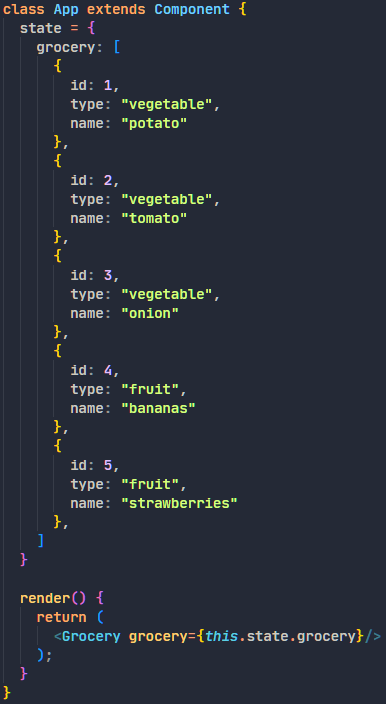 class App extends Component {
  state = {
    grocery: [
      {
        id: 1,
        type: "vegetable",
        name: "potato"
      },
      {
        id: 2,
        type: "vegetable",
        name: "tomato"
      },
      {
        id: 3,
        type: "vegetable",
        name: "onion"
      },
      {
        id: 4,
        type: "fruit",
        name: "bananas"
      },
      {
        id: 5,
        type: "fruit",
        name: "strawberries"
      },
    ]
  }

  render() {
    return (
      <Grocery grocery={this.state.grocery}/>
    );
  }
}